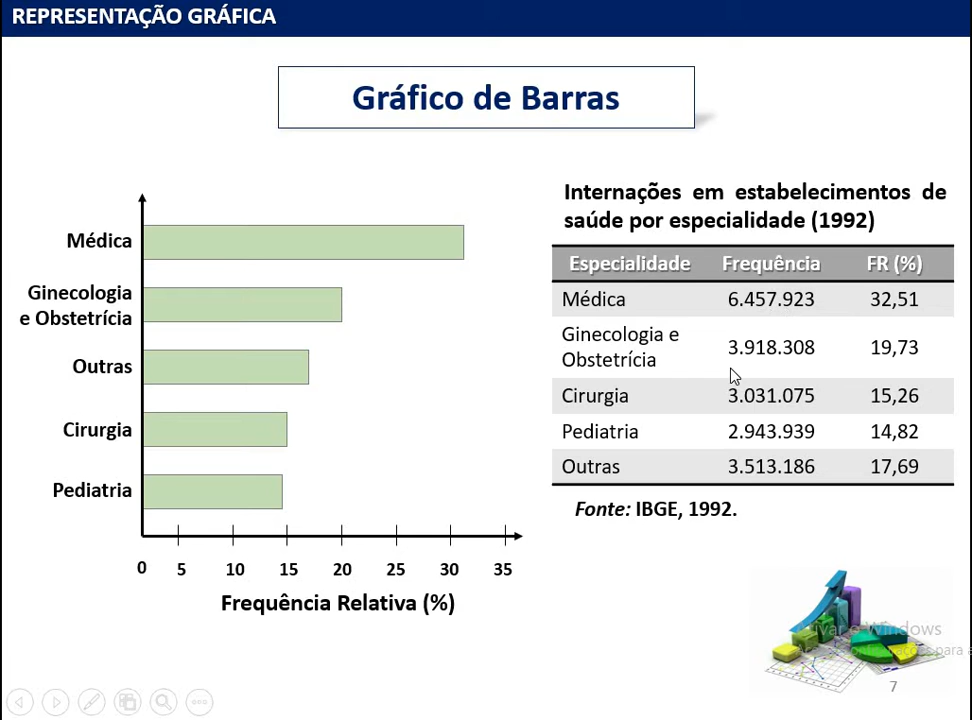 REPRESENTAÇÃO GRÁFICA
Gráfico de Barras
Médica
Ginecologia
e Obstetrícia
Outras
Cirurgia
Pediatria
0 5 10 15 20 25 30 35
Frequência Relativa (%)
Internações em estabelecimentos de
saúde por especialidade (1992)
Especialidade Frequência FR (%)
Médica 6.457.923 32,51
Ginecologia e
Obstetrícia 3.918.308 19,73
Cirurgia 3.031.075 15,26
Pediatria 2.943.939 14,82
Outras 3.513.186 17,69
Fonte: IBGE, 1992.
Windows
para
7